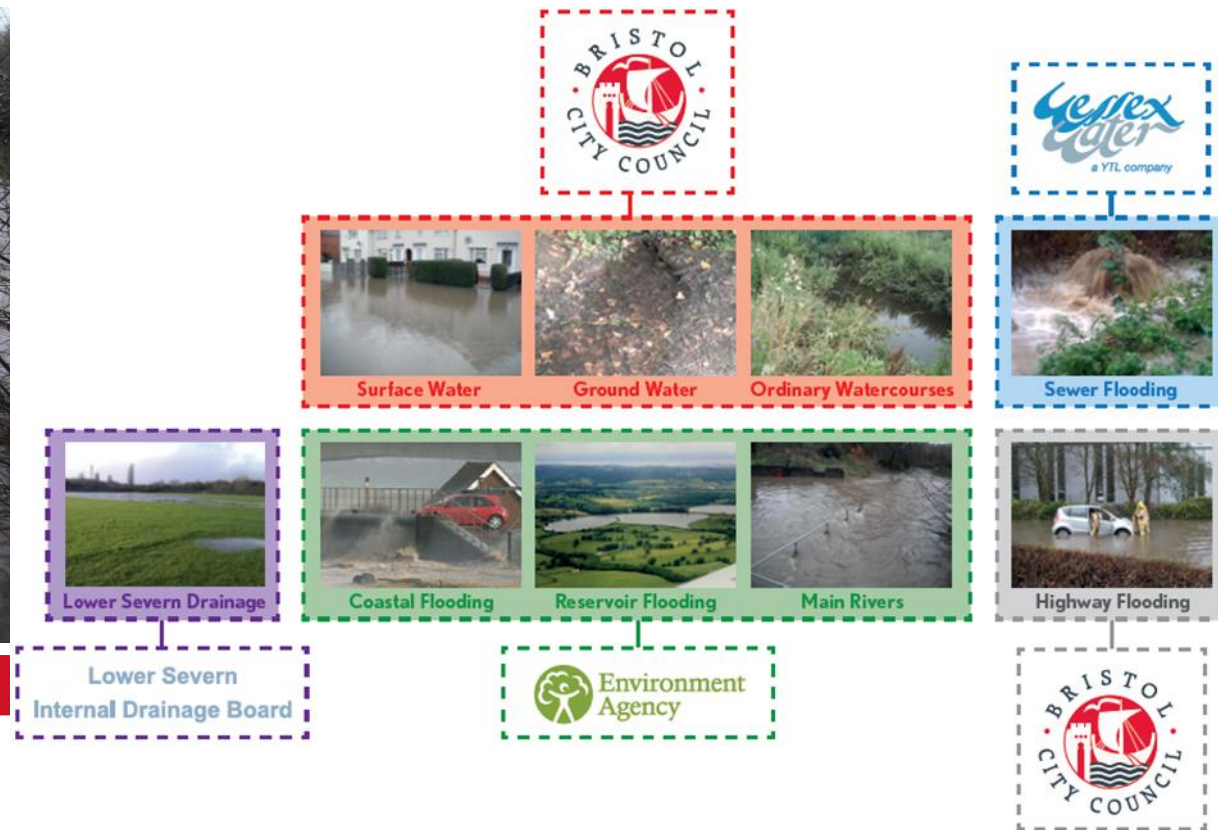 BRISTOL
CITY COUNCIL
Wessex
Water
a YTL company
Surface Water
Ground Water
Ordinary Watercourses
Sewer Flooding
Lower Severn Drainage
Coastal Flooding
Reservoir Flooding
Main Rivers
Highway Flooding
Lower Severn
Internal Drainage Board
Environment
Agency
BRISTOL
CITY COUNCIL